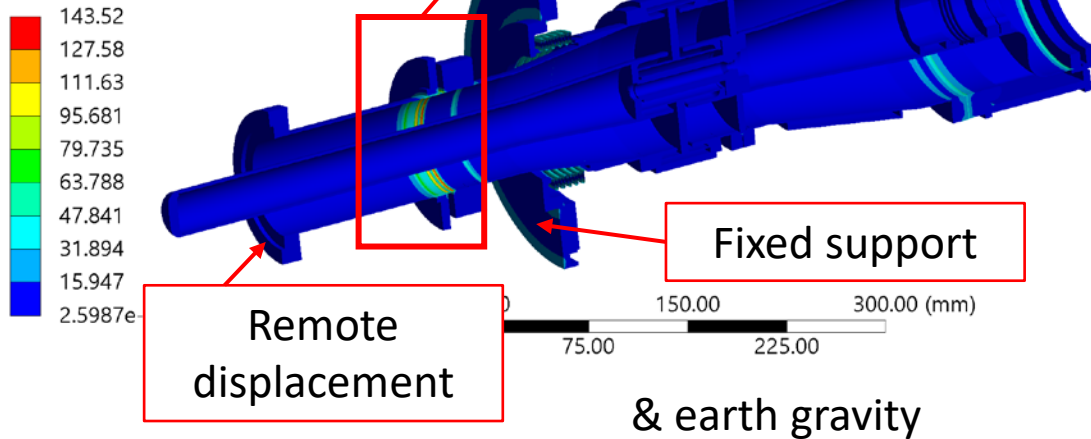 143.52
127.58
111.63
95.681
79.735
63.788
47.841
31.894
15.947
2.5987e-
Fixed support
Remote
displacement
0 150.00 300.00 (mm)
75.00 225.00
& earth gravity